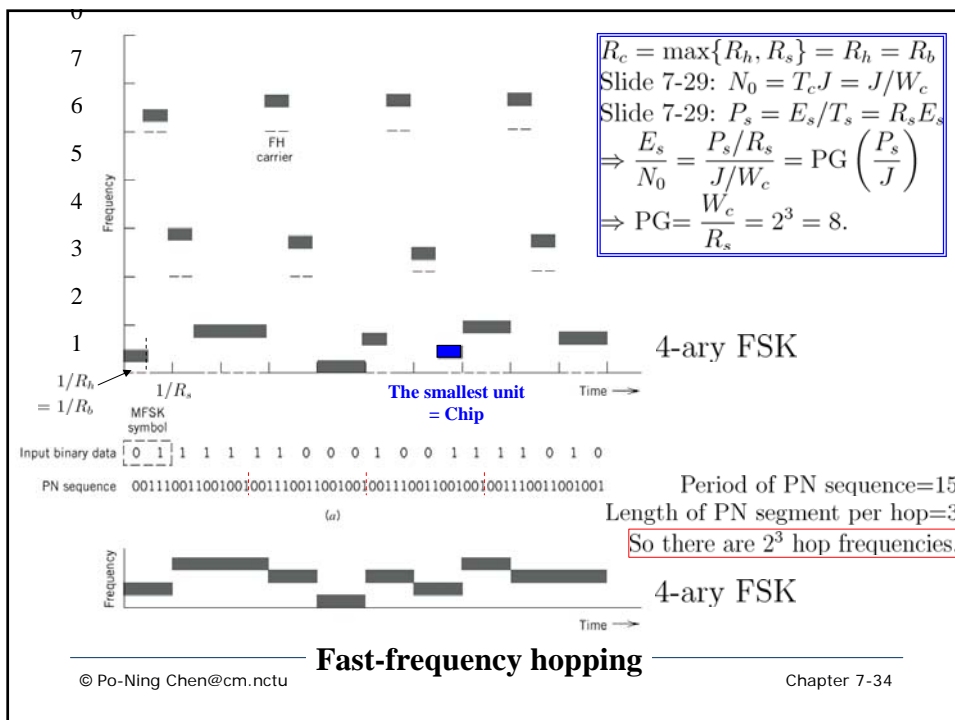 7
6
5
4
3
2
1
Frequency
FH
carrier
R_c = max{R_h, R_s} = R_h = R_b
Slide 7-29: N_0 = T_cJ = J/W_c
Slide 7-29: P_s = E_s/T_s = R_sE_s
⇒ E_s/N_0 = (P_s/R_s)/(J/W_c) = PG (P_s/J)
⇒ PG= W_c/R_s = 2^3 = 8.
4-ary FSK
1/R_h
= 1/R_b
1/R_s
The smallest unit
= Chip
Time
MFSK
symbol
Input binary data 0 1 1 1 1 1 1 0 0 0 1 0 0 1 1 1 1 0 1 0
PN sequence 001110011001001001110011001001001110011001001001110011001001
(a)
Period of PN sequence=15
Length of PN segment per hop=3
So there are 2^3 hop frequencies.
Frequency
4-ary FSK
Time
Fast-frequency hopping
© Po-Ning Chen@cm.nctu
Chapter 7-34